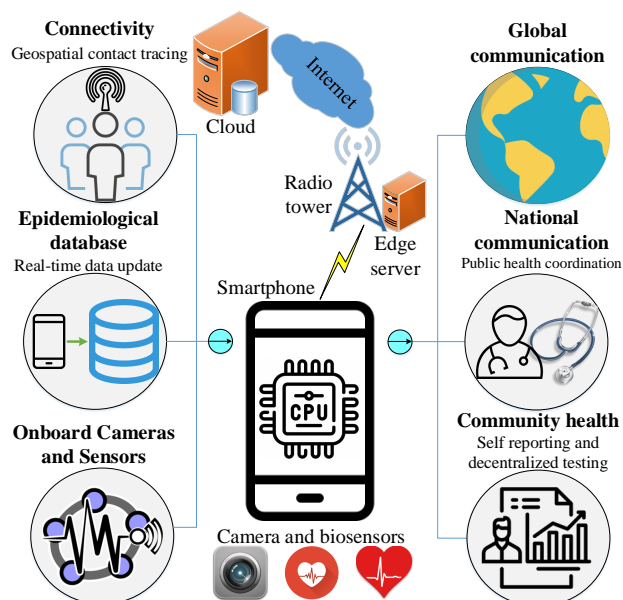 Connectivity
Geospatial contact tracing
Cloud
Internet
Radio
tower
Edge
server
Smartphone
CPU
Camera and biosensors
Epidemiological
database
Real-time data update
Onboard Cameras
and Sensors
Global
communication
National
communication
Public health coordination
Community health
Self reporting and
decentralized testing